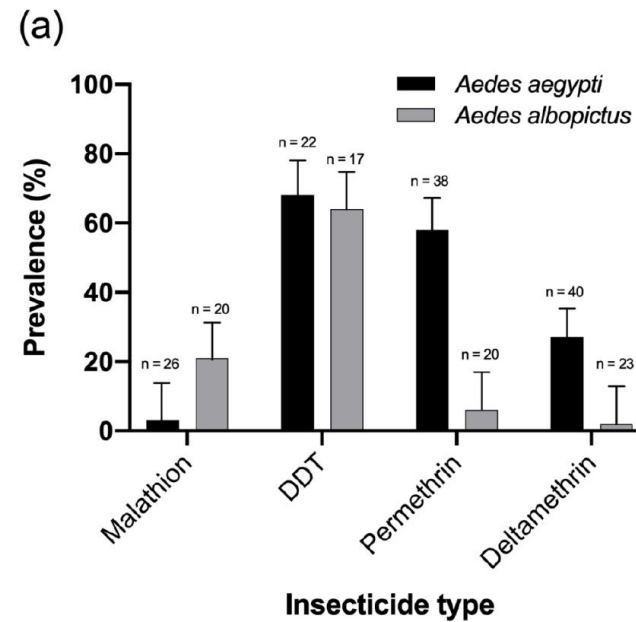 (a)
Aedes aegypti
Aedes albopictus
Prevalence (%)
100
80
60
40
20
0
n = 26
n = 20
n = 22
n = 17
n = 38
n = 20
n = 40
n = 23
Malathion
DDT
Permethrin
Deltamethrin
Insecticide type